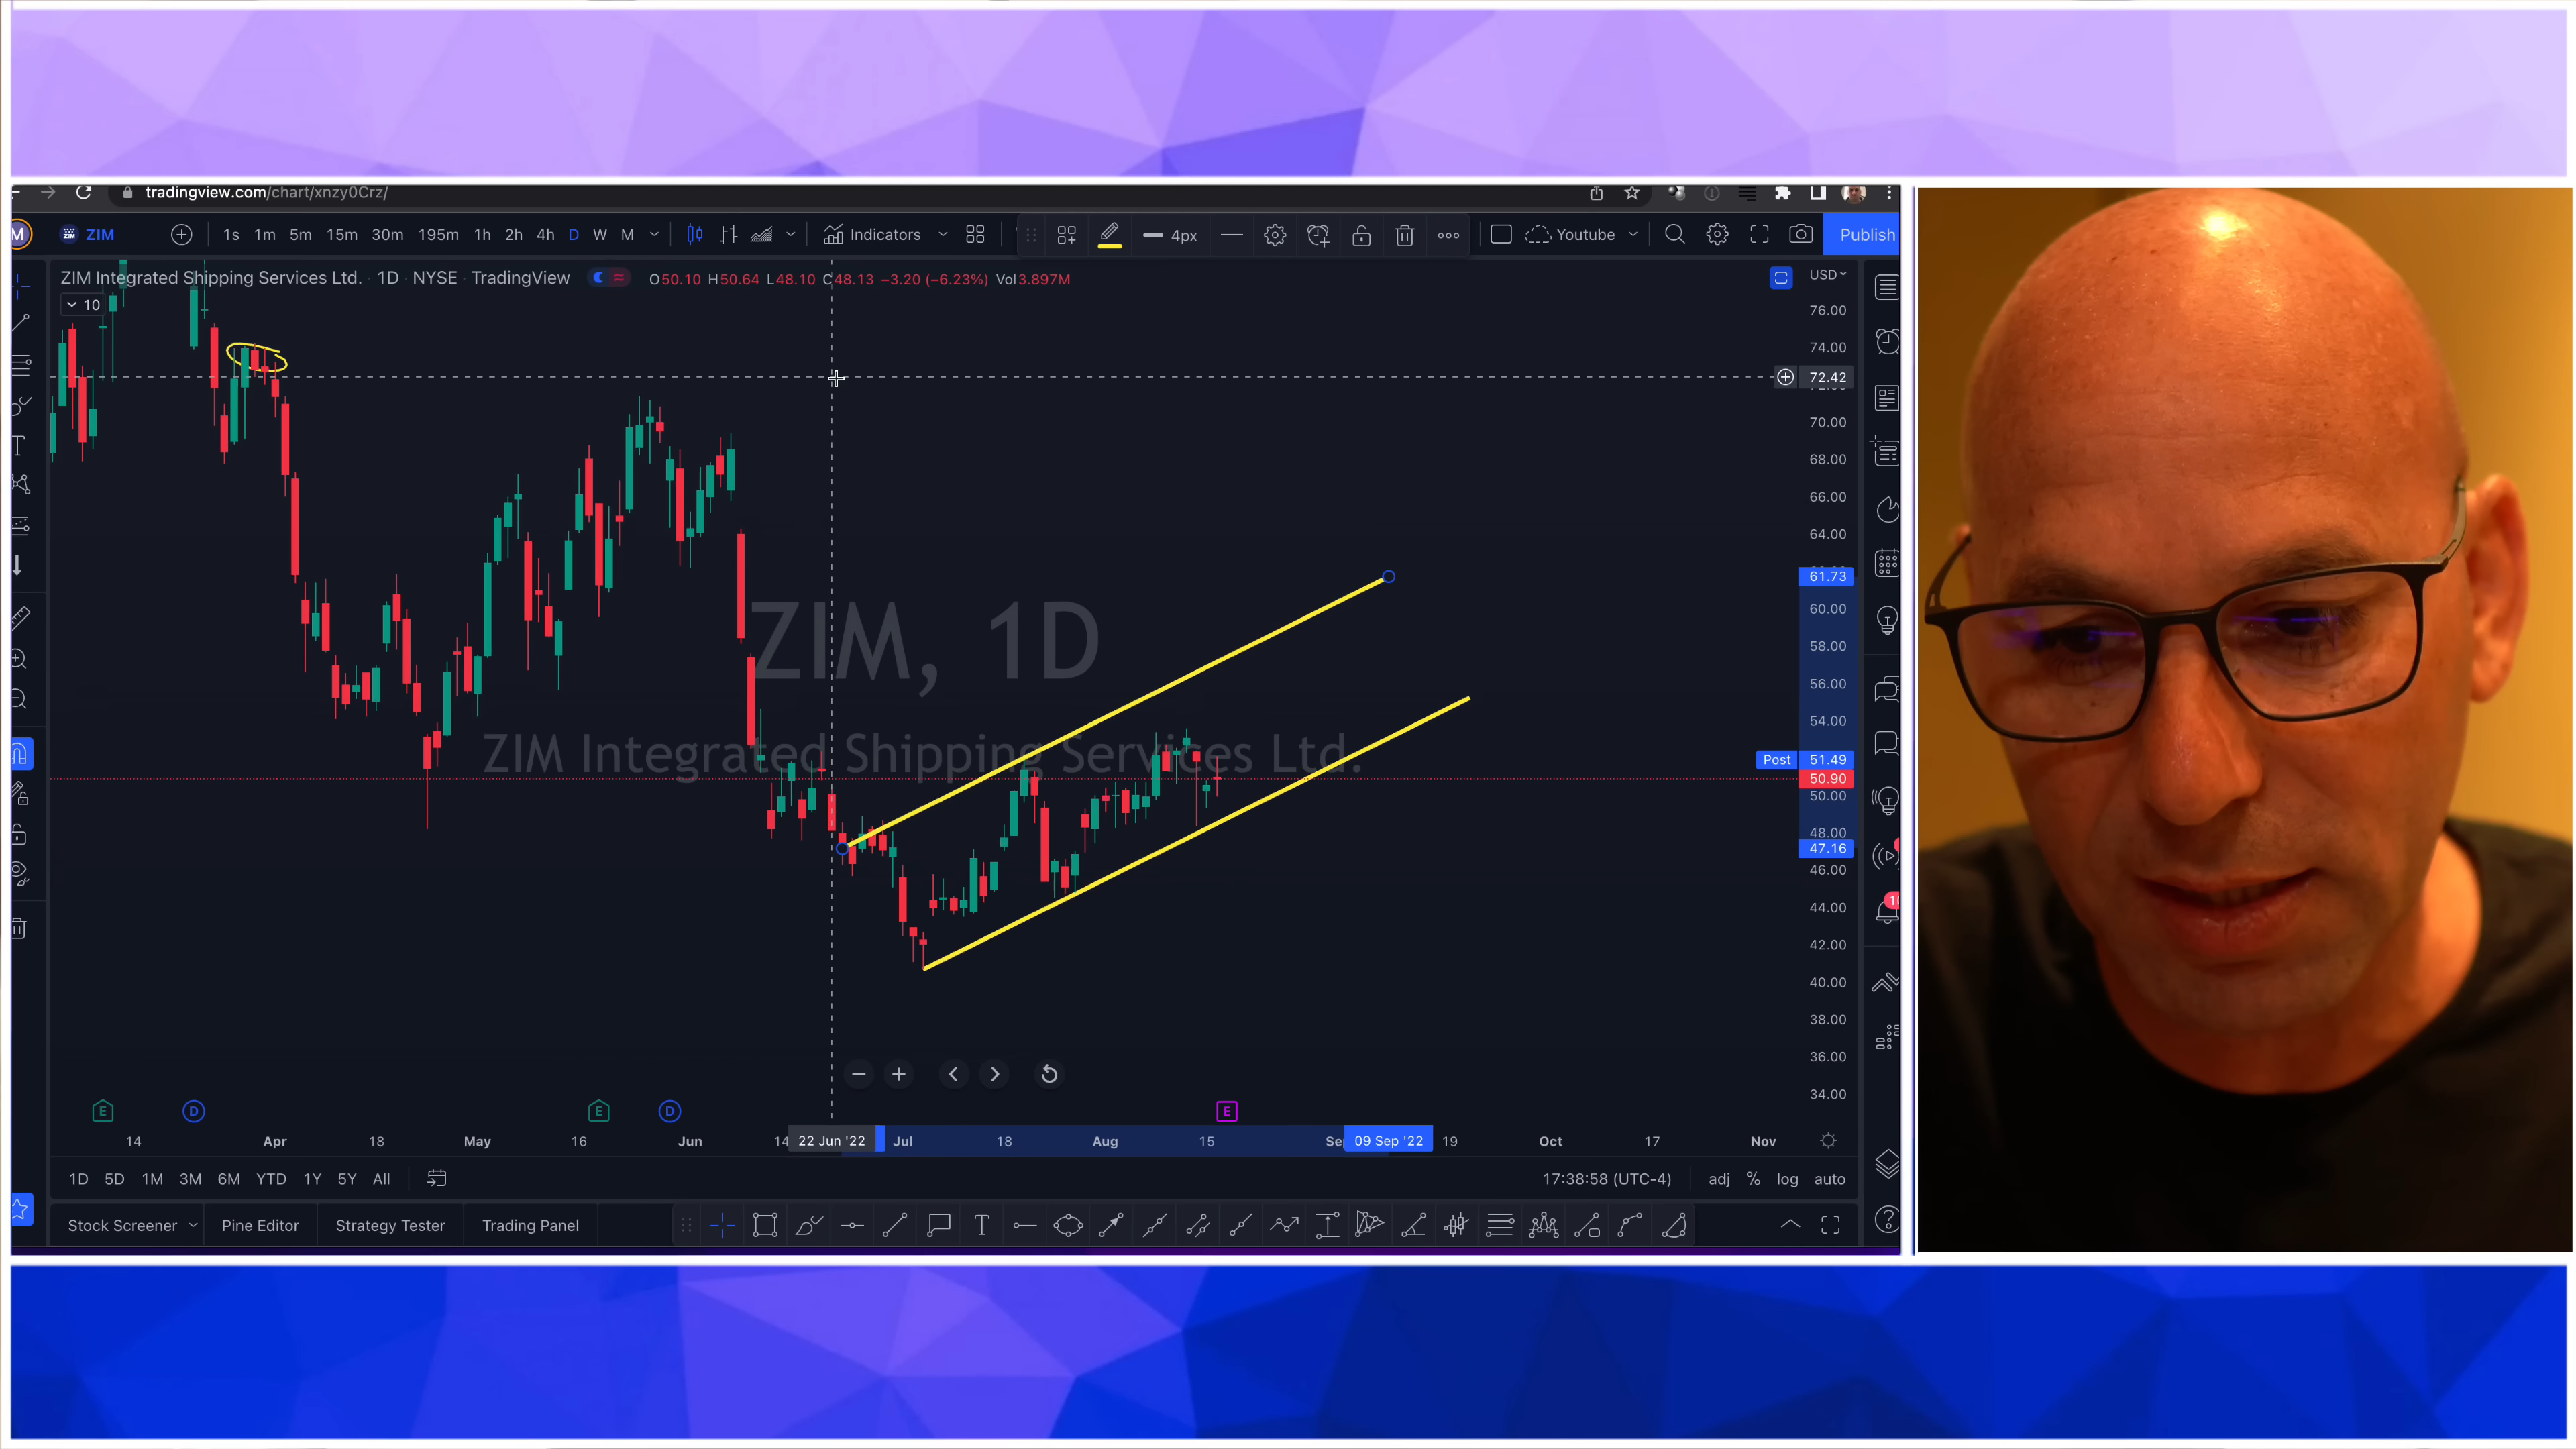 tradingview.com/chart/xnzy0Crz/
M ZIM 1s 1m 5m 15m 30m 195m 1h 2h 4h D W M Indicators 4px Youtube Publish
ZIM Integrated Shipping Services Ltd. · 1D · NYSE · TradingView O50.10 H50.64 L48.10 C48.13 −3.20 (−6.23%) Vol3.897M USD
10
76.00
74.00
72.42
70.00
68.00
66.00
64.00
61.73
60.00
58.00
56.00
54.00
Post 51.49
50.90
50.00
48.00
47.16
46.00
44.00
42.00
40.00
38.00
36.00
34.00
ZIM, 1D
ZIM Integrated Shipping Services Ltd.
E D E D E
14 Apr 18 May 16 Jun 14 22 Jun '22 Jul 18 Aug 15 Se 09 Sep '22 19 Oct 17 Nov
1D 5D 1M 3M 6M YTD 1Y 5Y All 17:38:58 (UTC-4) adj % log auto
Stock Screener Pine Editor Strategy Tester Trading Panel